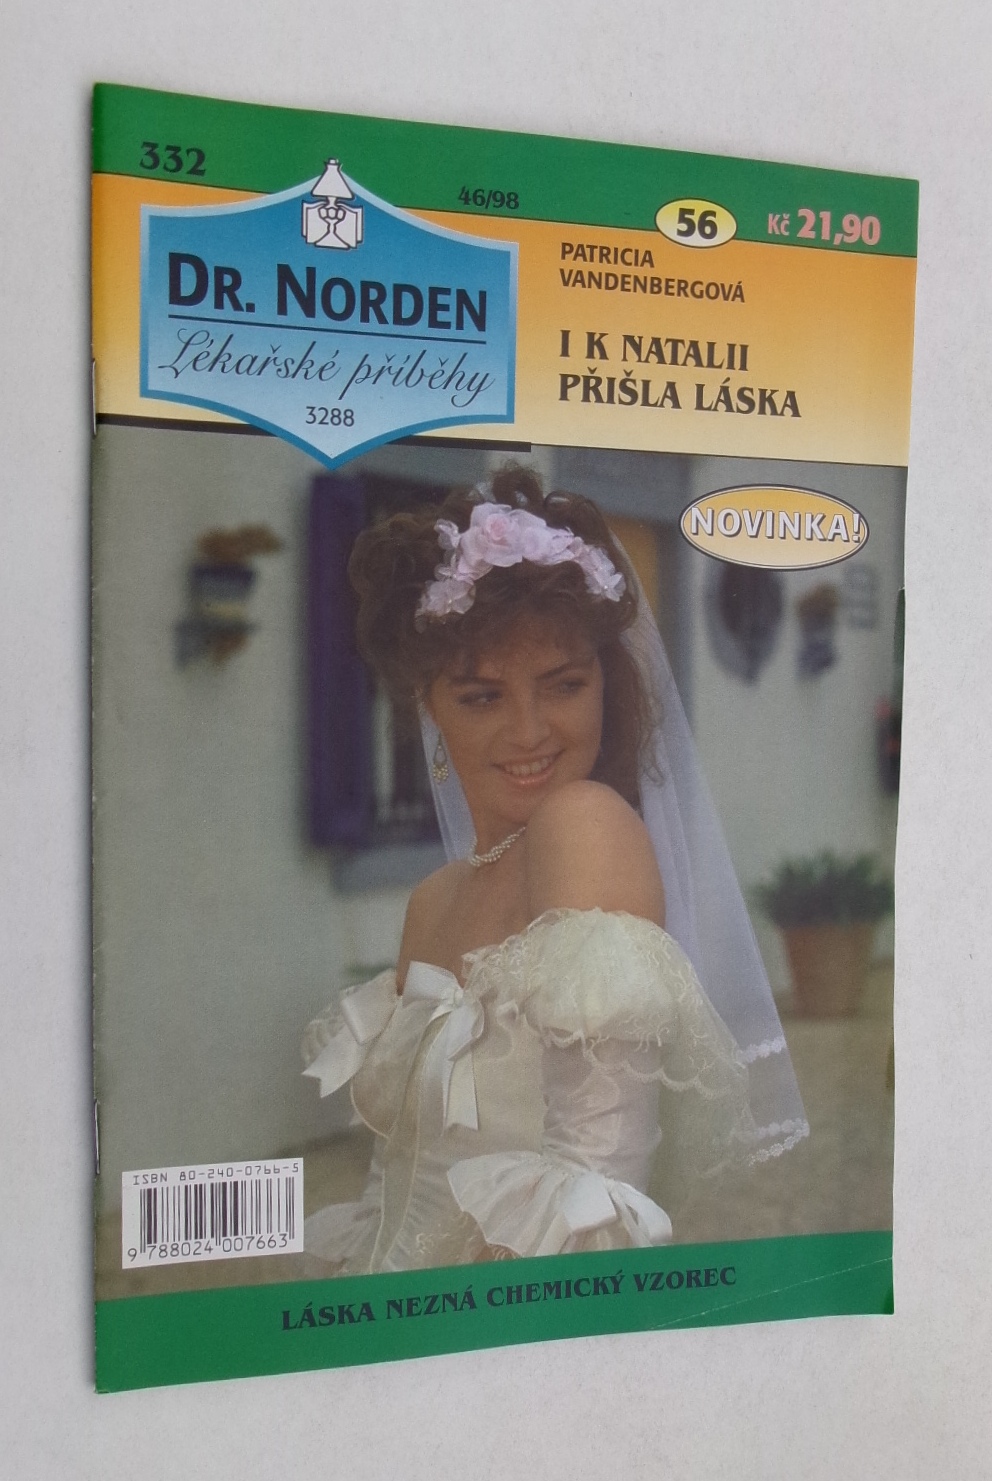 332
46/98
56
Kč 21,90
DR. NORDEN
Lékařské příběhy
3288
PATRICIA
VANDENBERGOVÁ
I K NATALII
PŘIŠLA LÁSKA
NOVINKA!
ISBN 80-240-0766-5
9 788024 007663
LÁSKA NEZNÁ CHEMICKÝ VZOREC